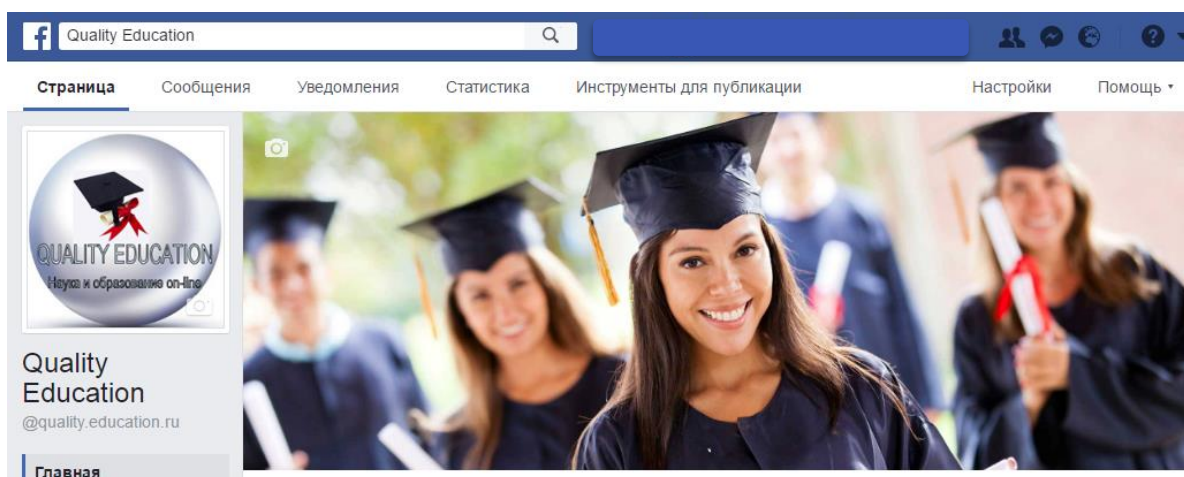 Quality Education
Страница Сообщения Уведомления Статистика Инструменты для публикации Настройки Помощь
QUALITY EDUCATION
Наука и образование on-line
Quality
Education
@quality.education.ru
Главная